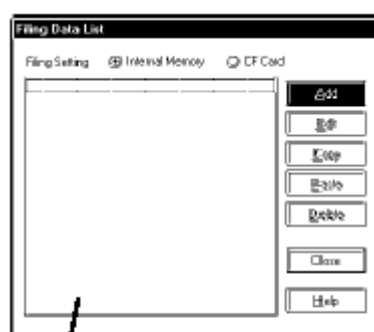 Filing Data List
Filing Setting Internal Memory CF Card
Add
Edit
Copy
Paste
Delete
Close
Help